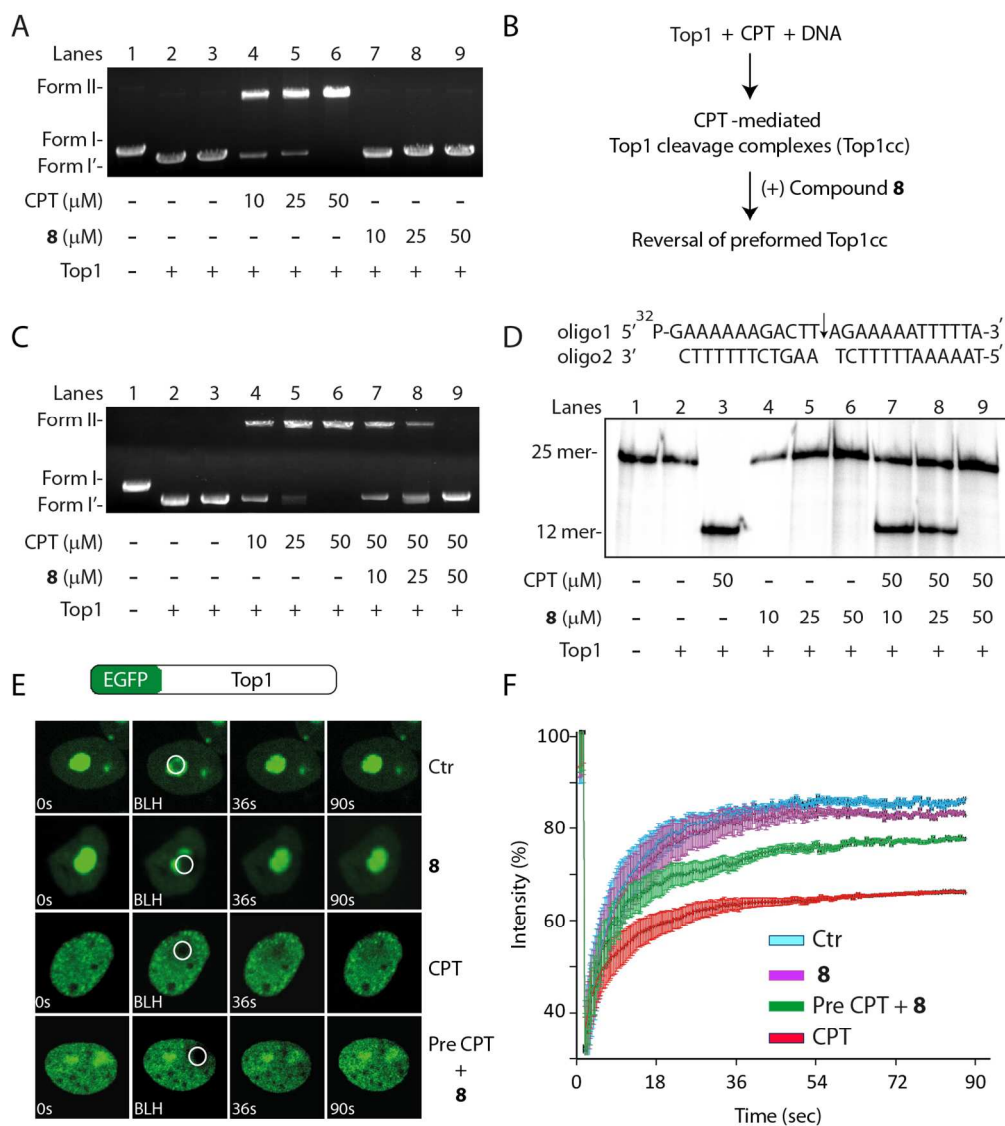 A
Lanes 1 2 3 4 5 6 7 8 9
Form II-
Form I-
Form I'-
CPT (µM) – – – 10 25 50 – – –
8 (µM) – – – – – – 10 25 50
Top1 – + + + + + + + +
B
Top1 + CPT + DNA
CPT -mediated
Top1 cleavage complexes (Top1cc)
(+) Compound 8
Reversal of preformed Top1cc
C
Lanes 1 2 3 4 5 6 7 8 9
Form II-
Form I-
Form I'-
CPT (µM) – – – 10 25 50 50 50 50
8 (µM) – – – – – – 10 25 50
Top1 – + + + + + + + +
D
oligo1 5' 32P-GAAAAAAGACTT↓AGAAAAATTTTTA-3'
oligo2 3' CTTTTTTCTGAA TCTTTTTAAAAAT-5'
Lanes 1 2 3 4 5 6 7 8 9
25 mer-
12 mer-
CPT (µM) – – 50 – – – 50 50 50
8 (µM) – – – 10 25 50 10 25 50
Top1 – + + + + + + + +
E
EGFP Top1
0s BLH 36s 90s Ctr
0s BLH 36s 90s 8
0s BLH 36s 90s CPT
0s BLH 36s 90s Pre CPT
+
8
F
Intensity (%)
100
80
60
40
Ctr
8
Pre CPT + 8
CPT
0 18 36 54 72 90
Time (sec)